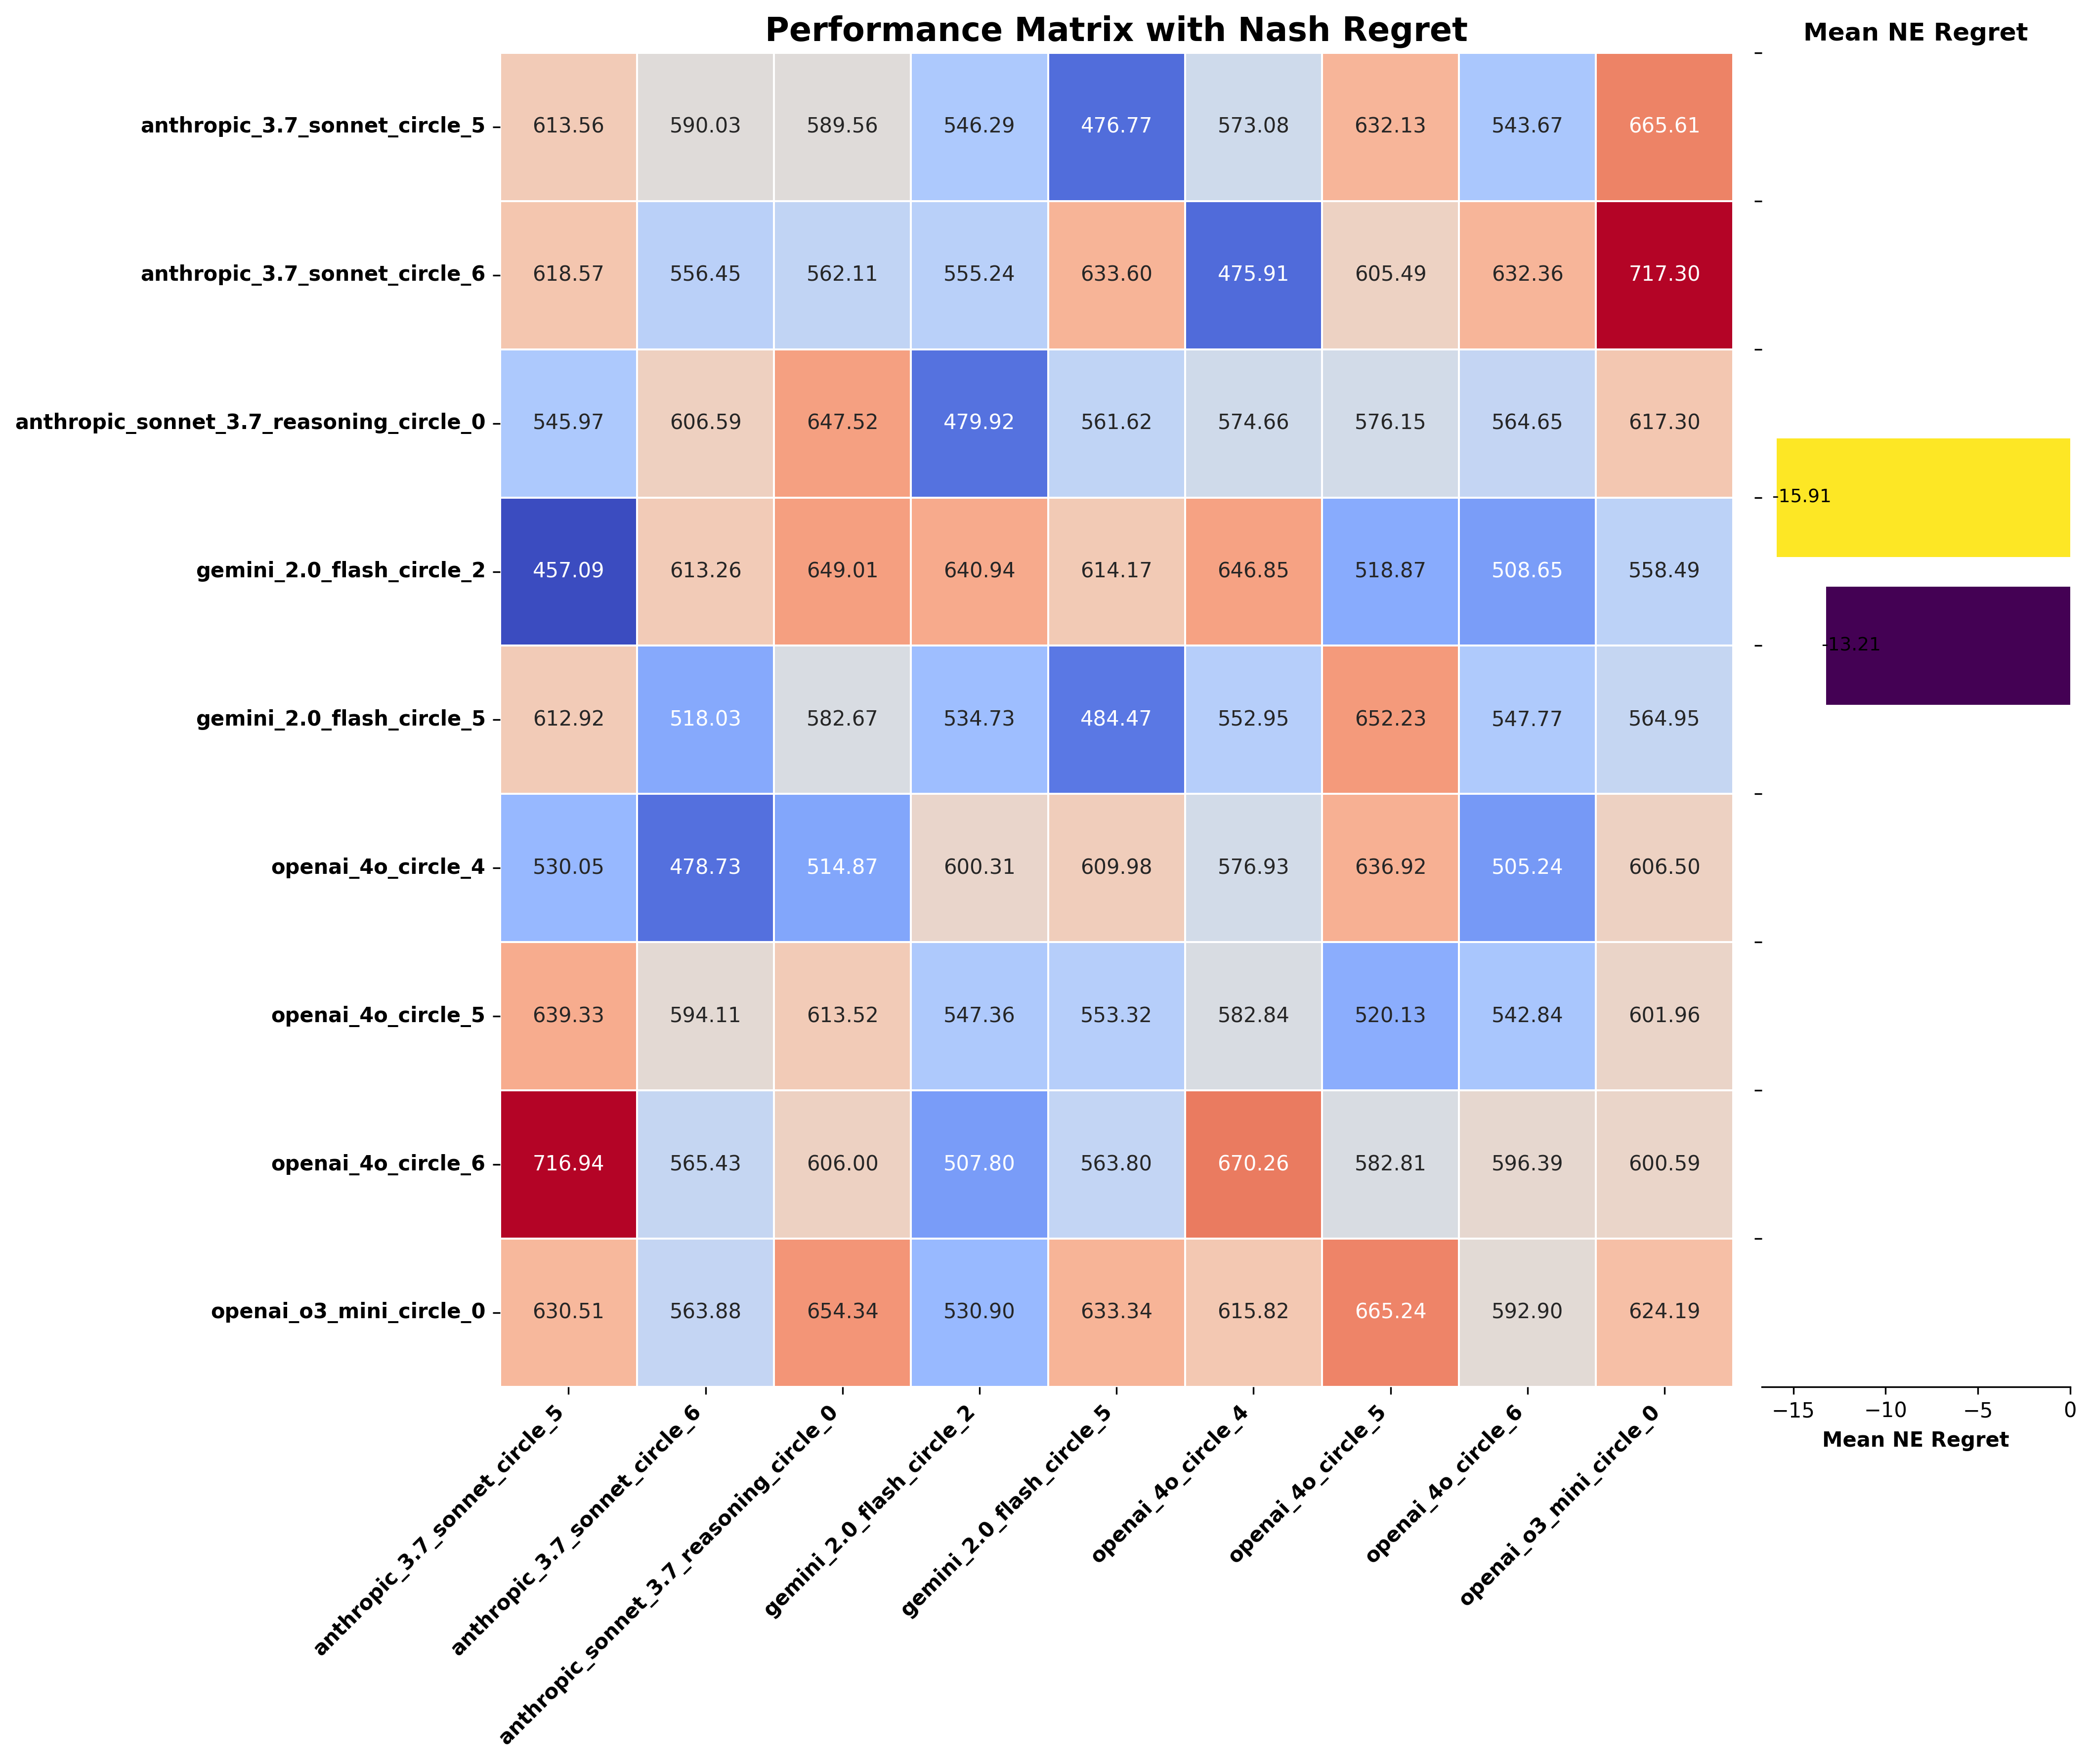 Performance Matrix with Nash Regret
Mean NE Regret
anthropic_3.7_sonnet_circle_5 613.56 590.03 589.56 546.29 476.77 573.08 632.13 543.67 665.61
anthropic_3.7_sonnet_circle_6 618.57 556.45 562.11 555.24 633.60 475.91 605.49 632.36 717.30
anthropic_sonnet_3.7_reasoning_circle_0 545.97 606.59 647.52 479.92 561.62 574.66 576.15 564.65 617.30
-15.91
gemini_2.0_flash_circle_2 457.09 613.26 649.01 640.94 614.17 646.85 518.87 508.65 558.49
-13.21
gemini_2.0_flash_circle_5 612.92 518.03 582.67 534.73 484.47 552.95 652.23 547.77 564.95
openai_4o_circle_4 530.05 478.73 514.87 600.31 609.98 576.93 636.92 505.24 606.50
openai_4o_circle_5 639.33 594.11 613.52 547.36 553.32 582.84 520.13 542.84 601.96
openai_4o_circle_6 716.94 565.43 606.00 507.80 563.80 670.26 582.81 596.39 600.59
openai_o3_mini_circle_0 630.51 563.88 654.34 530.90 633.34 615.82 665.24 592.90 624.19
−15 −10 −5 0
Mean NE Regret
anthropic_3.7_sonnet_circle_5
anthropic_3.7_sonnet_circle_6
anthropic_sonnet_3.7_reasoning_circle_0
gemini_2.0_flash_circle_2
gemini_2.0_flash_circle_5
openai_4o_circle_4
openai_4o_circle_5
openai_4o_circle_6
openai_o3_mini_circle_0